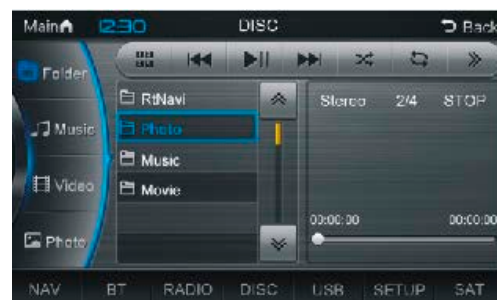 Main 12:30 DISC Back
Folder
RtNavi Stereo 2/4 STOP
Music Photo
Music
Video Movie
00:00:00 00:00:00
Photo
NAV BT RADIO DISC USB SETUP SAT